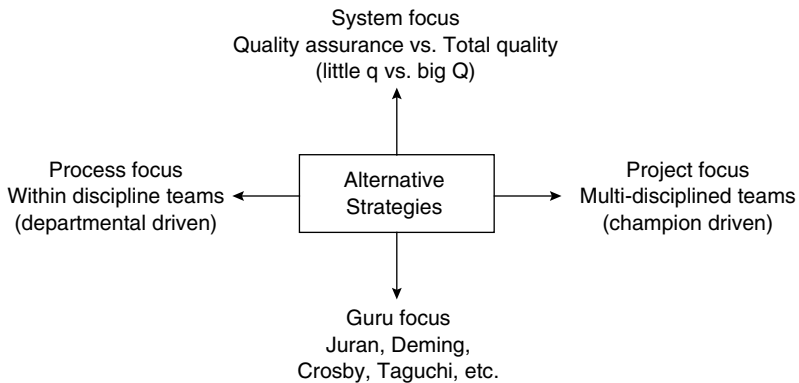 System focus
Quality assurance vs. Total quality
(little q vs. big Q)
Process focus
Within discipline teams
(departmental driven)
Alternative
Strategies
Project focus
Multi-disciplined teams
(champion driven)
Guru focus
Juran, Deming,
Crosby, Taguchi, etc.